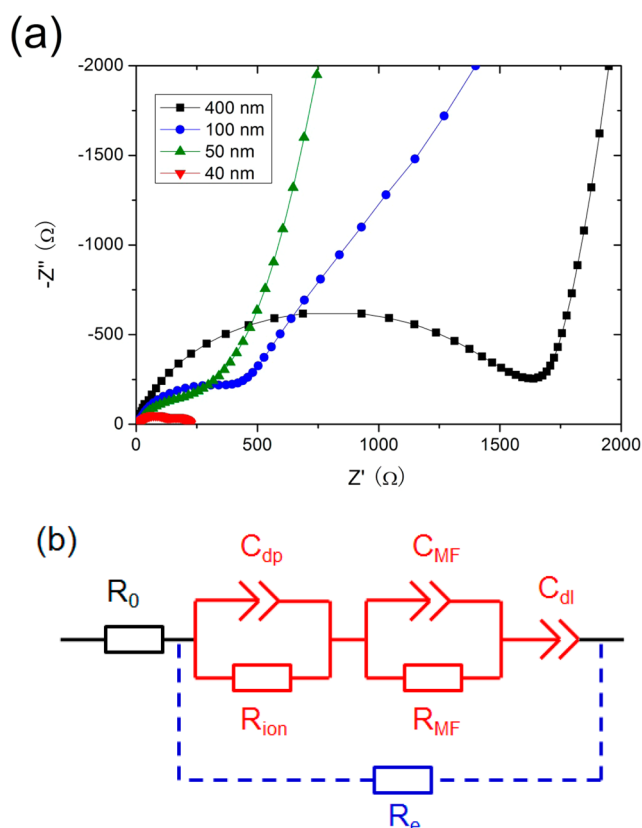 (a)
-2000
-1500
-1000
-500
0
-Z" (Ω)
400 nm
100 nm
50 nm
40 nm
0
500
1000
1500
2000
Z' (Ω)
(b)
R0
Cdp
Rion
CMF
RMF
Cdl
Re